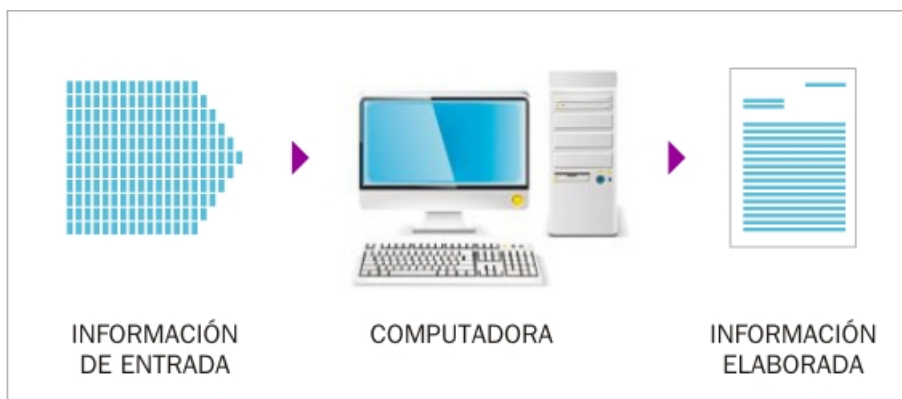 INFORMACIÓN
DE ENTRADA
COMPUTADORA
INFORMACIÓN
ELABORADA